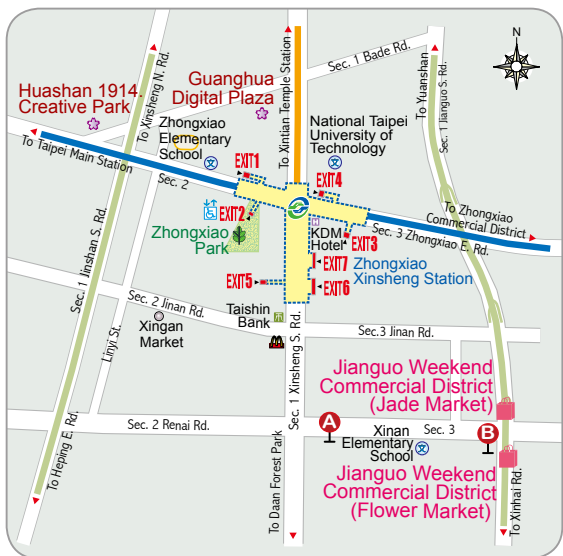 N
Huashan 1914.
Creative Park
To Xinsheng N. Rd.
Guanghua
Digital Plaza
To Xintian Temple Station
Sec. 1 Bade Rd.
To Yuanshan
Sec. 1 Jianguo S. Rd.
Zhongxiao
Elementary
School
National Taipei
University of
Technology
To Taipei Main Station
Sec. 2
EXIT1
EXIT4
EXIT2
KDM
Hotel
EXIT3
To Zhongxiao
Commercial District
Sec. 3 Zhongxiao E. Rd.
Zhongxiao
Park
EXIT7
Zhongxiao
Xinsheng Station
EXIT5
EXIT6
Sec. 1 Jinshan S. Rd.
Linyi St.
Sec. 2 Jinan Rd.
Xingan
Market
Taishin
Bank
Sec. 1 Xinsheng S. Rd.
Sec.3 Jinan Rd.
Jianguo Weekend
Commercial District
(Jade Market)
Sec. 2 Renai Rd.
A
Sec. 3
B
Xinan
Elementary
School
To Heping E. Rd.
To Daan Forest Park
Jianguo Weekend
Commercial District
(Flower Market)
To Xinhai Rd.